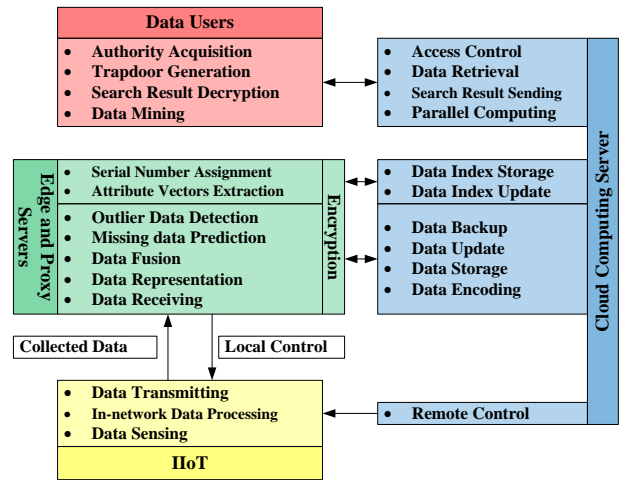 Data Users
• Authority Acquisition
• Trapdoor Generation
• Search Result Decryption
• Data Mining
• Access Control
• Data Retrieval
• Search Result Sending
• Parallel Computing
Cloud Computing Server
Edge and Proxy
Servers
• Serial Number Assignment
• Attribute Vectors Extraction
• Outlier Data Detection
• Missing data Prediction
• Data Fusion
• Data Representation
• Data Receiving
Encryption
• Data Index Storage
• Data Index Update
• Data Backup
• Data Update
• Data Storage
• Data Encoding
Collected Data
Local Control
• Data Transmitting
• In-network Data Processing
• Data Sensing
IIoT
• Remote Control